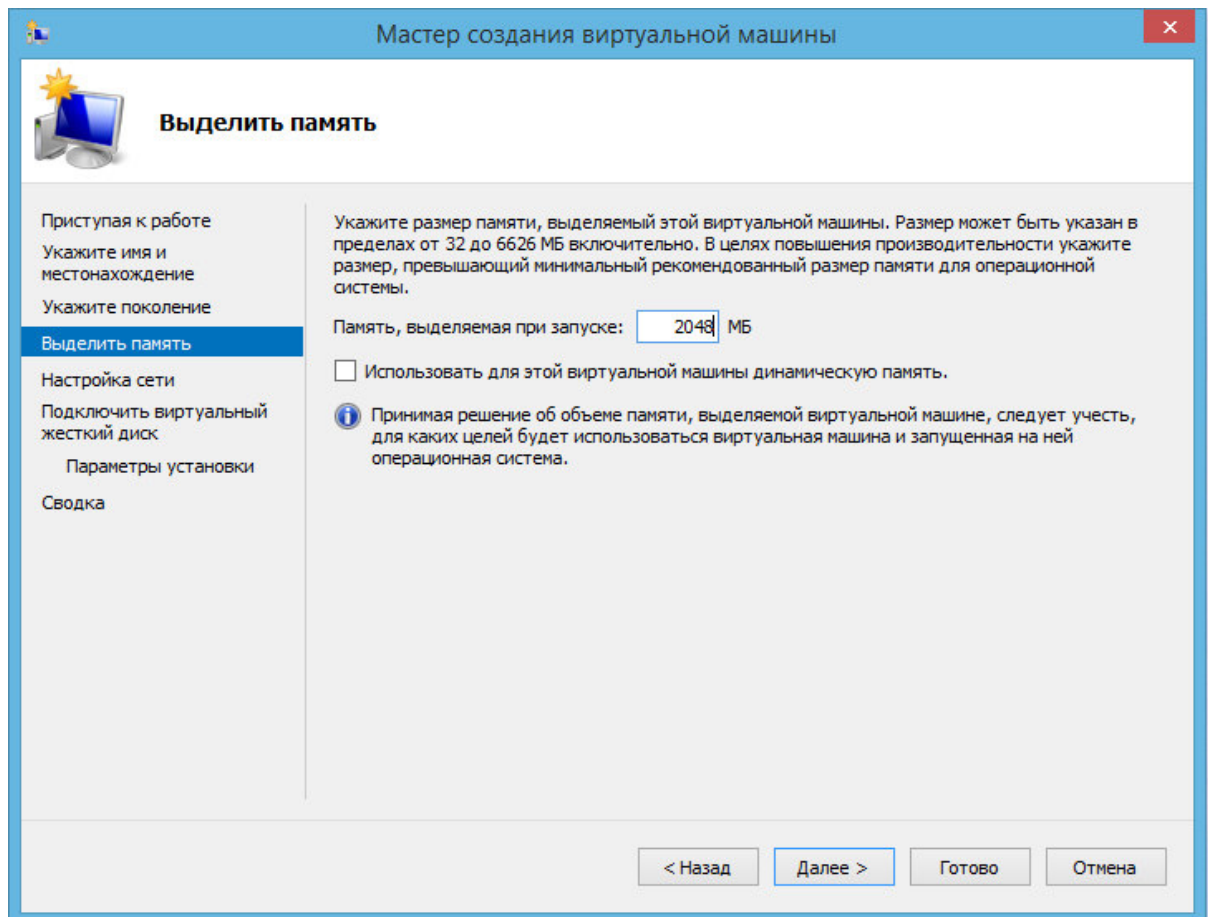 Мастер создания виртуальной машины
Выделить память
Приступая к работе
Укажите имя и
местонахождение
Укажите поколение
Выделить память
Настройка сети
Подключить виртуальный
жесткий диск
Параметры установки
Сводка
Укажите размер памяти, выделяемый этой виртуальной машины. Размер может быть указан в
пределах от 32 до 6626 МБ включительно. В целях повышения производительности укажите
размер, превышающий минимальный рекомендованный размер памяти для операционной
системы.
Память, выделяемая при запуске: 2048 МБ
Использовать для этой виртуальной машины динамическую память.
Принимая решение об объеме памяти, выделяемой виртуальной машине, следует учесть,
для каких целей будет использоваться виртуальная машина и запущенная на ней
операционная система.
< Назад Далее > Готово Отмена